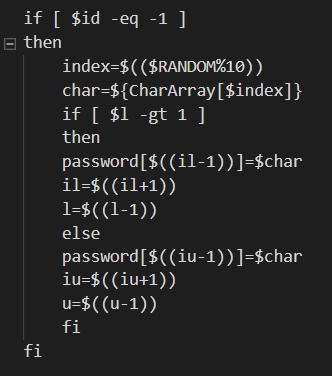 if [ $id -eq -1 ]
then
index=$(($RANDOM%10))
char=${CharArray[$index]}
if [ $l -gt 1 ]
then
password[$((il-1))]=$char
il=$((il+1))
l=$((l-1))
else
password[$((iu-1))]=$char
iu=$((iu+1))
u=$((u-1))
fi
fi